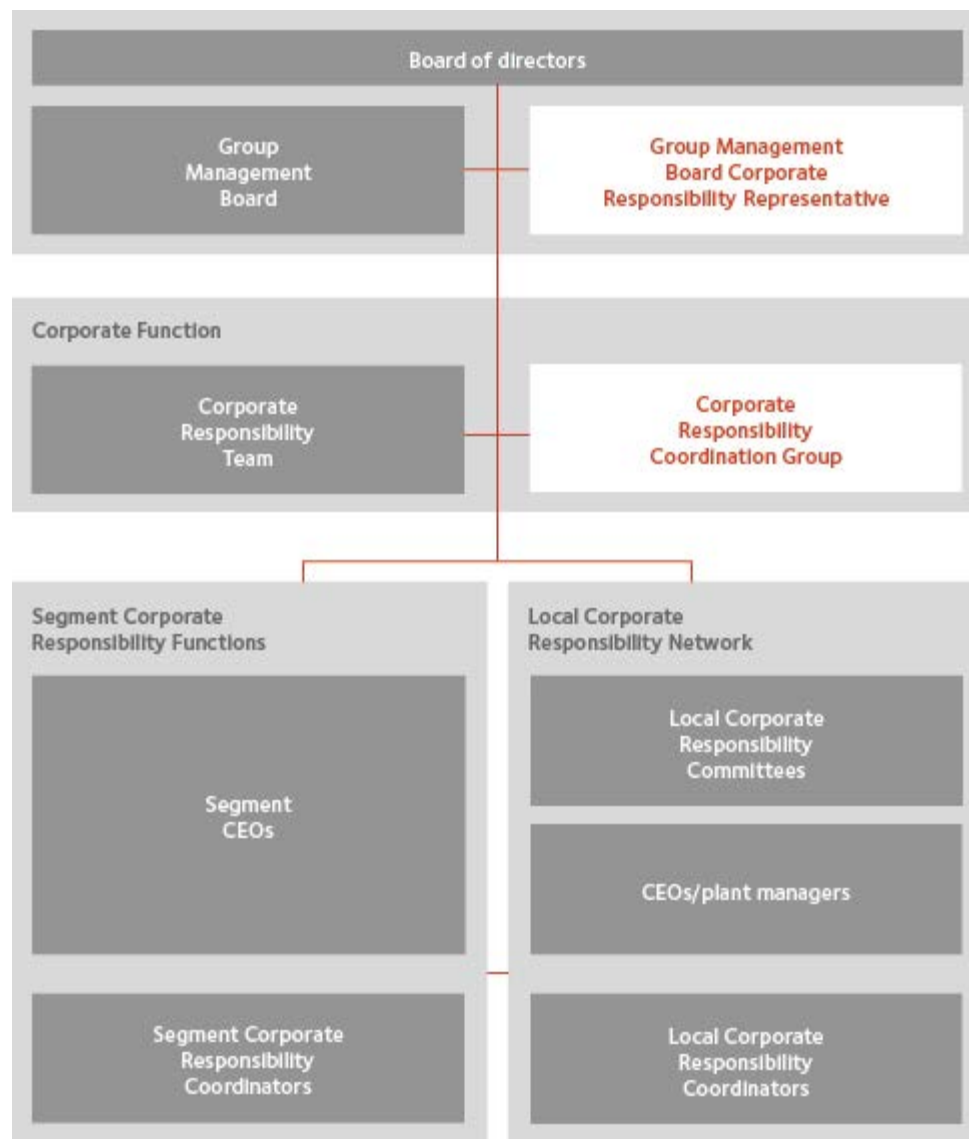 Board of directors
Group
Management
Board
Group Management
Board Corporate
Responsibility Representative
Corporate Function
Corporate
Responsibility
Team
Corporate
Responsibility
Coordination Group
Segment Corporate
Responsibility Functions
Segment
CEOs
Segment Corporate
Responsibility
Coordinators
Local Corporate
Responsibility Network
Local Corporate
Responsibility
Committees
CEOs/plant managers
Local Corporate
Responsibility
Coordinators